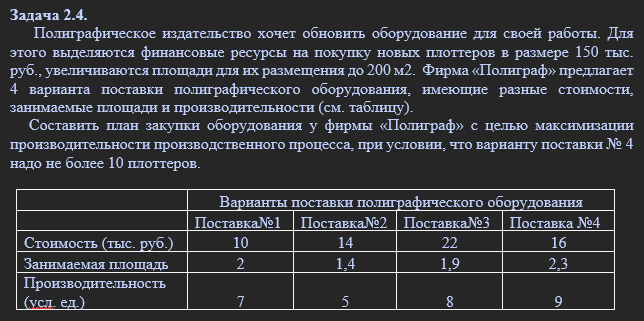 Задача 2.4.
Полиграфическое издательство хочет обновить оборудование для своей работы. Для
этого выделяются финансовые ресурсы на покупку новых плоттеров в размере 150 тыс.
руб., увеличиваются площади для их размещения до 200 м2. Фирма «Полиграф» предлагает
4 варианта поставки полиграфического оборудования, имеющие разные стоимости,
занимаемые площади и производительности (см. таблицу).
Составить план закупки оборудования у фирмы «Полиграф» с целью максимизации
производительности производственного процесса, при условии, что варианту поставки № 4
надо не более 10 плоттеров.
Варианты поставки полиграфического оборудования
Поставка№1 Поставка№2 Поставка№3 Поставка №4
Стоимость (тыс. руб.) 10 14 22 16
Занимаемая площадь 2 1,4 1,9 2,3
Производительность
(усл. ед.) 7 5 8 9